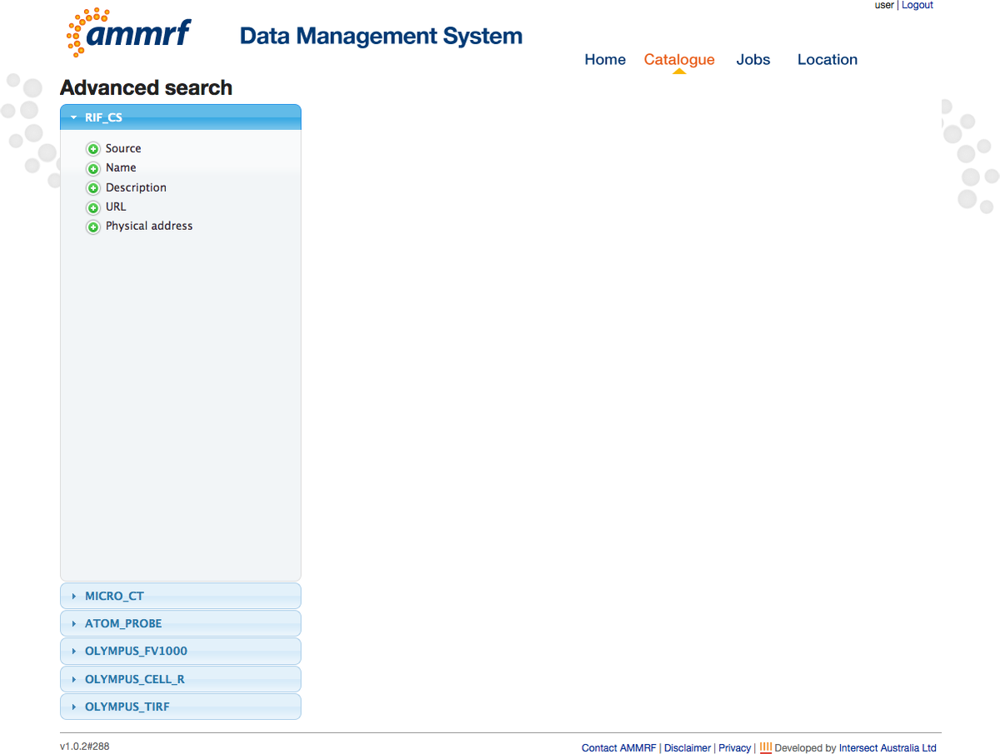 user | Logout
ammrf
Data Management System
Home Catalogue Jobs Location
Advanced search
RIF_CS
Source
Name
Description
URL
Physical address
MICRO_CT
ATOM_PROBE
OLYMPUS_FV1000
OLYMPUS_CELL_R
OLYMPUS_TIRF
v1.0.2#288
Contact AMMRF | Disclaimer | Privacy | Developed by Intersect Australia Ltd